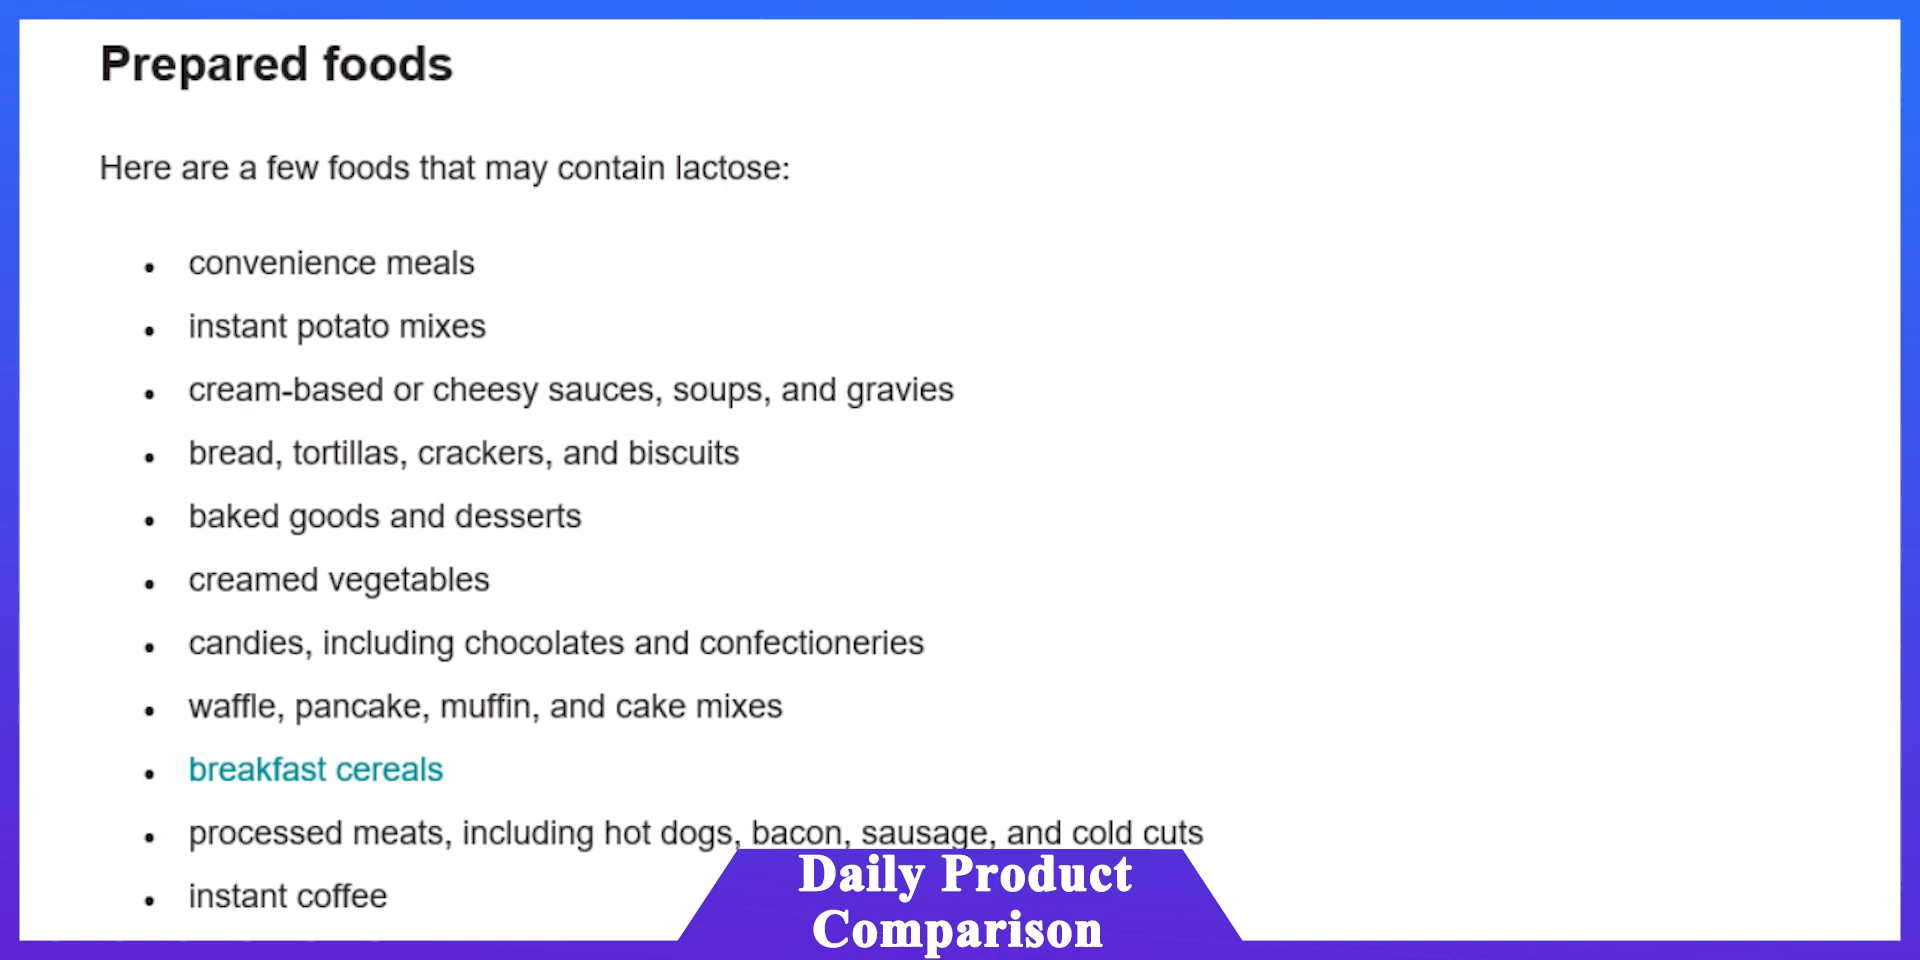 Prepared foods
Here are a few foods that may contain lactose:
convenience meals
instant potato mixes
cream-based or cheesy sauces, soups, and gravies
bread, tortillas, crackers, and biscuits
baked goods and desserts
creamed vegetables
candies, including chocolates and confectioneries
waffle, pancake, muffin, and cake mixes
breakfast cereals
processed meats, including hot dogs, bacon, sausage, and cold cuts
instant coffee
Daily Product
Comparison